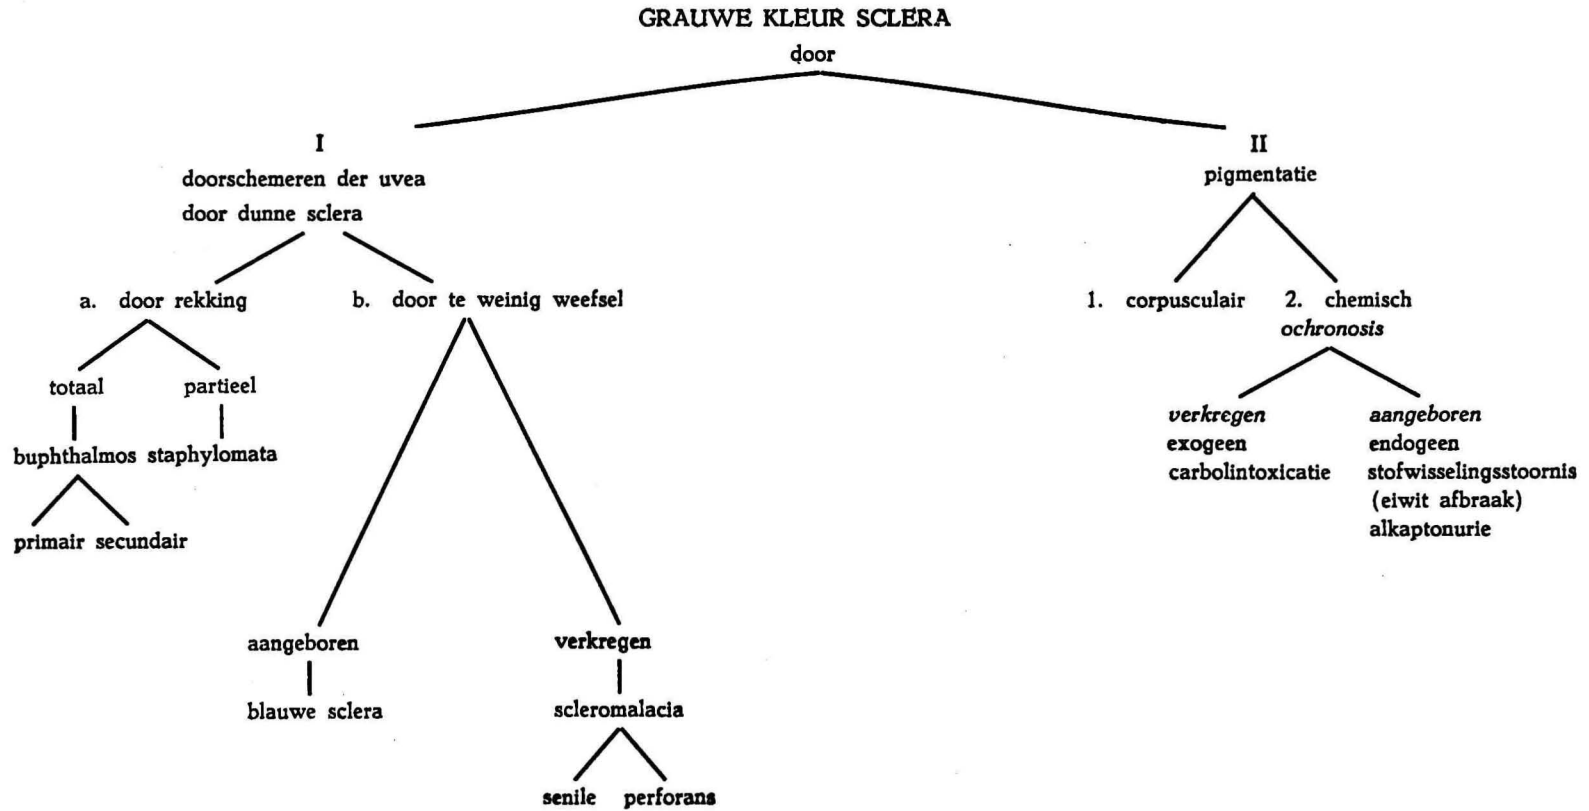 GRAUWE KLEUR SCLERA
door
I
doorschemeren der uvea
door dunne sclera
II
pigmentatie
a. door rekking
b. door te weinig weefsel
1. corpusculair
2. chemisch
ochronosis
totaal
partieel
buphthalmos
staphylomata
primair
secundair
verkregen
exogeen
carbolintoxicatie
aangeboren
endogeen
stofwisselingsstoornis
(eiwit afbraak)
alkaptonurie
aangeboren
blauwe sclera
verkregen
scleromalacia
senile
perforans